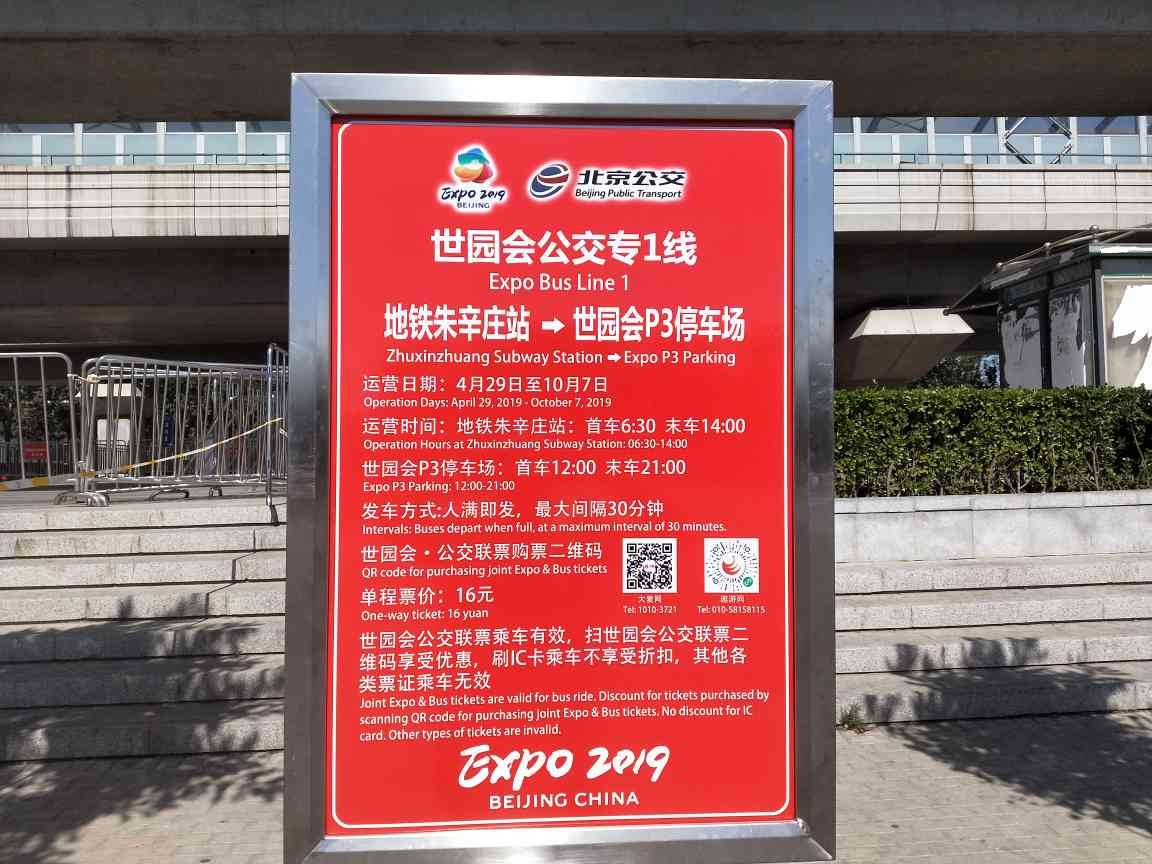 EXPO 2019
BEIJING
北京公交
Beijing Public Transport
世园会公交专1线
Expo Bus Line 1
地铁朱辛庄站 ➡ 世园会P3停车场
Zhuxinzhuang Subway Station ➡ Expo P3 Parking
运营日期：4月29日至10月7日
Operation Days: April 29, 2019 - October 7, 2019
运营时间：地铁朱辛庄站：首车6:30 末车14:00
Operation Hours at Zhuxinzhuang Subway Station: 06:30-14:00
世园会P3停车场：首车12:00 末车21:00
Expo P3 Parking: 12:00-21:00
发车方式:人满即发，最大间隔30分钟
Intervals: Buses depart when full, at a maximum interval of 30 minutes.
世园会·公交联票购票二维码
QR code for purchasing joint Expo & Bus tickets
大麦网
Tel: 1010-3721
遨游网
Tel: 010-58158115
单程票价：16元
One-way ticket: 16 yuan
世园会公交联票乘车有效，扫世园会公交联票二
维码享受优惠，刷IC卡乘车不享受折扣，其他各
类票证乘车无效
Joint Expo & Bus tickets are valid for bus ride. Discount for tickets purchased by
scanning QR code for purchasing joint Expo & Bus tickets. No discount for IC
card. Other types of tickets are invalid.
EXPO 2019
BEIJING CHINA